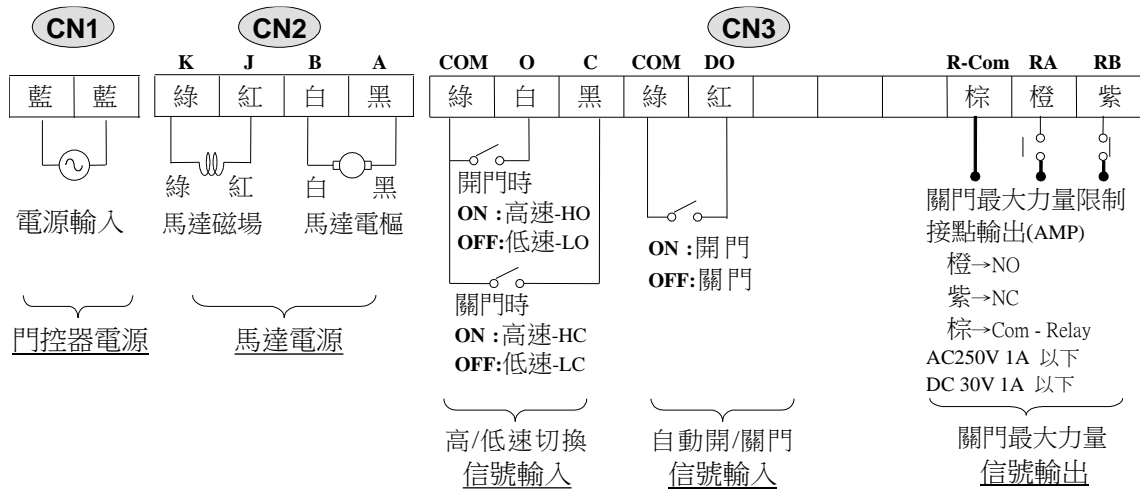 CN1 CN2 CN3
K J B A COM O C COM DO R-Com RA RB
藍 藍 綠 紅 白 黑 綠 白 黑 綠 紅 棕 橙 紫
綠 紅 白 黑
電源輸入
馬達磁場 馬達電樞
開門時
ON :高速-HO
OFF:低速-LO
關門時
ON :高速-HC
OFF:低速-LC
ON :開門
OFF:關門
關門最大力量限制
接點輸出(AMP)
橙→NO
紫→NC
棕→Com - Relay
AC250V 1A 以下
DC 30V 1A 以下
門控器電源
馬達電源
高/低速切換
信號輸入
自動開/關門
信號輸入
關門最大力量
信號輸出